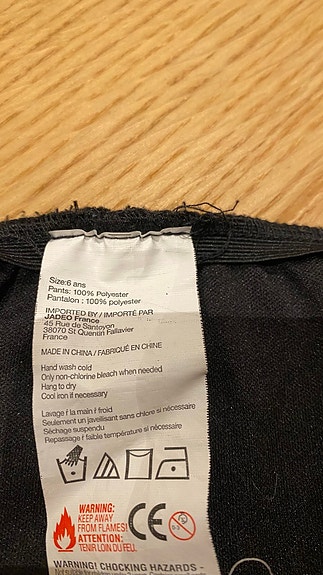 Size:6 ans
Pants: 100% Polyester
Pantalon : 100% polyester
IMPORTED BY / IMPORTÉ PAR
JADEO France
45 Rue de Santoyon
38070 St Quentin Fallavier
France
MADE IN CHINA / FABRIQUÉ EN CHINE
Hand wash cold
Only non-chlorine bleach when needed
Hang to dry
Cool iron if necessary
Lavage ŕ la main ŕ froid
Seulement un javellisant sans chlore si nécessaire
Séchage suspendu
Repassage ŕ faible température si nécessaire
WARNING:
KEEP AWAY
FROM FLAMES!
ATTENTION:
TENIR LOIN DU FEU.
CE
0-3
WARNING! CHOCKING HAZARDS -